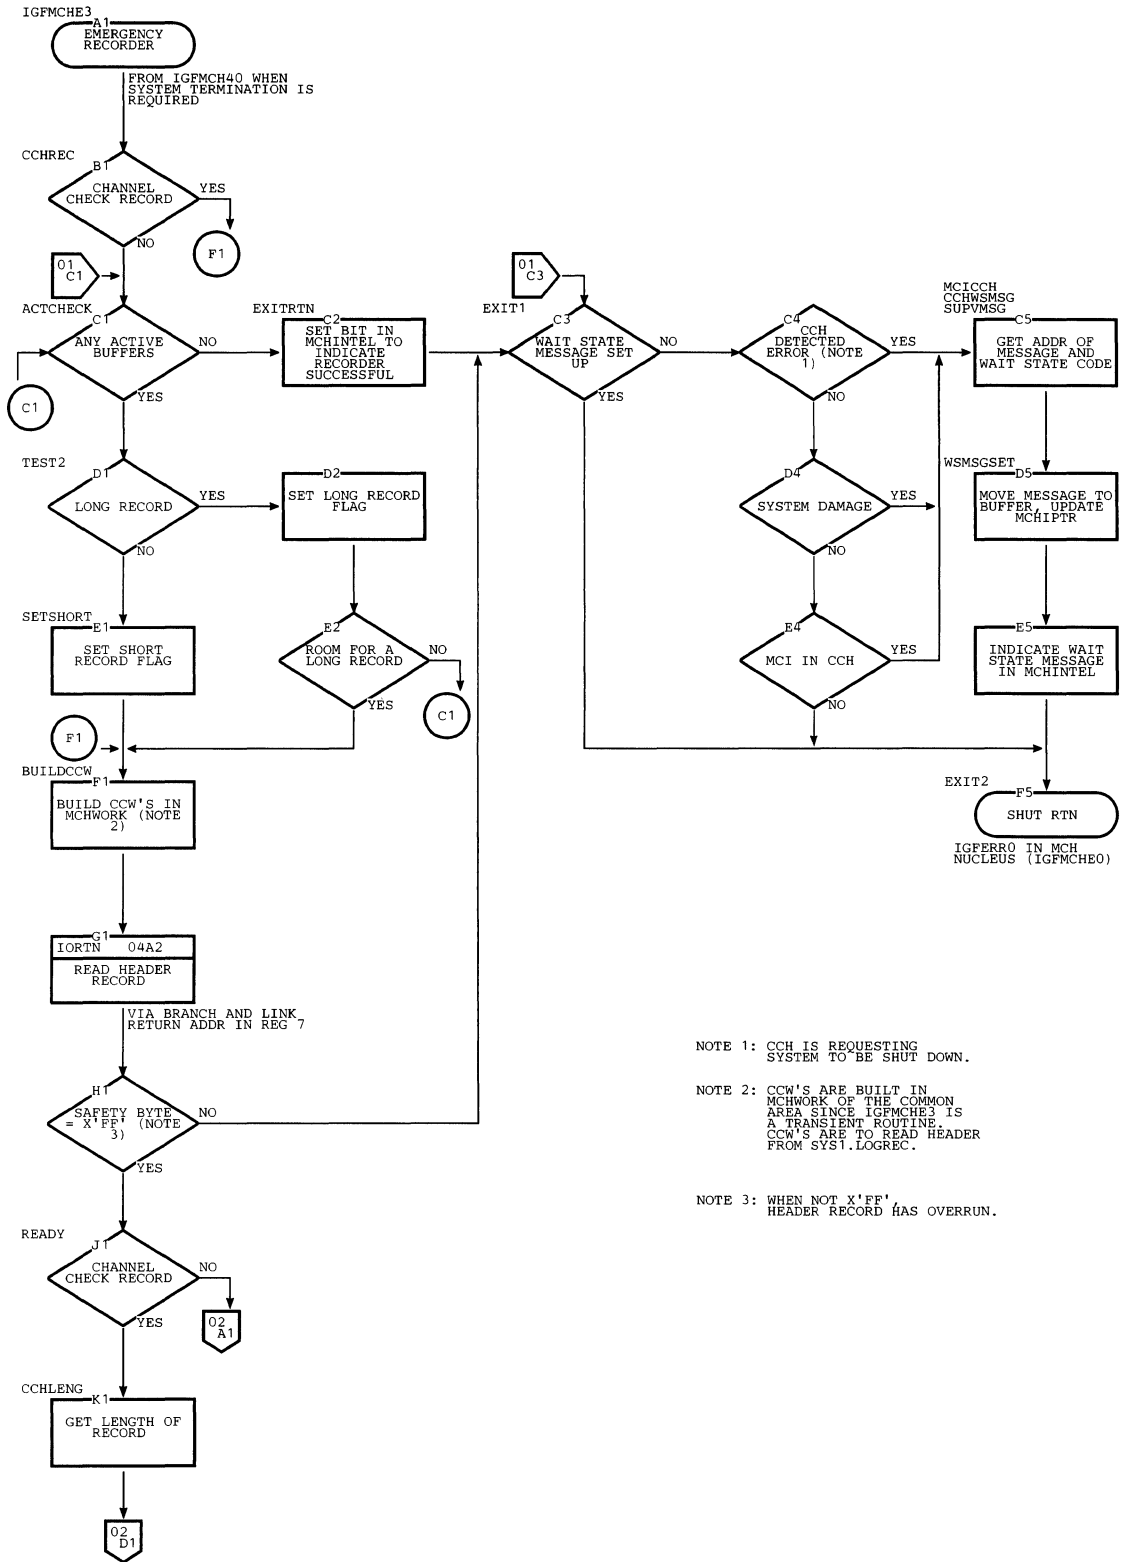 IGFMCHE3
A1
EMERGENCY
RECORDER
FROM IGFMCH40 WHEN
SYSTEM TERMINATION IS
REQUIRED
CCHREC
B1
CHANNEL
CHECK RECORD
YES
F1
NO
01
C1
ACTCHECK
C1
ANY ACTIVE
BUFFERS
NO
YES
C1
EXITRTN
C2
SET BIT IN
MCHINTEL TO
INDICATE
RECORDER
SUCCESSFUL
01
C3
EXIT1
C3
WAIT STATE
MESSAGE SET
UP
NO
YES
C4
CCH
DETECTED
ERROR (NOTE
1)
YES
NO
MCICCH
CCHWSMSG
SUPVMSG
C5
GET ADDR OF
MESSAGE AND
WAIT STATE CODE
TEST2
D1
LONG RECORD
YES
NO
D2
SET LONG RECORD
FLAG
D4
SYSTEM DAMAGE
YES
NO
WSMSGSET
D5
MOVE MESSAGE TO
BUFFER, UPDATE
MCHIPTR
SETSHORT
E1
SET SHORT
RECORD FLAG
E2
ROOM FOR A
LONG RECORD
NO
YES
C1
E4
MCI IN CCH
YES
NO
E5
INDICATE WAIT
STATE MESSAGE
IN MCHINTEL
F1
BUILDCCW
F1
BUILD CCW'S IN
MCHWORK (NOTE
2)
EXIT2
F5
SHUT RTN
IGFERR0 IN MCH
NUCLEUS (IGFMCHE0)
G1
IORTN 04A2
READ HEADER
RECORD
VIA BRANCH AND LINK
RETURN ADDR IN REG 7
H1
SAFETY BYTE
= X'FF' (NOTE
3)
NO
YES
NOTE 1: CCH IS REQUESTING
SYSTEM TO BE SHUT DOWN.
NOTE 2: CCW'S ARE BUILT IN
MCHWORK OF THE COMMON
AREA SINCE IGFMCHE3 IS
A TRANSIENT ROUTINE.
CCW'S ARE TO READ HEADER
FROM SYS1.LOGREC.
NOTE 3: WHEN NOT X'FF',
HEADER RECORD HAS OVERRUN.
READY
J1
CHANNEL
CHECK RECORD
NO
YES
02
A1
CCHLENG
K1
GET LENGTH OF
RECORD
02
D1